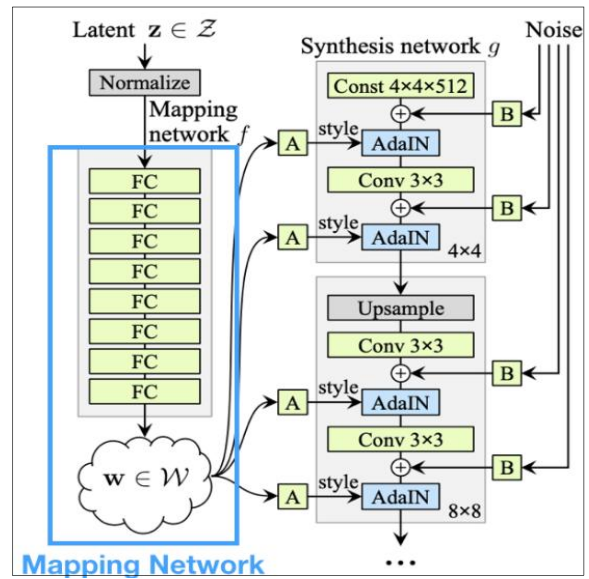 Latent z ∈ Z
Normalize
Mapping
network f
FC
FC
FC
FC
FC
FC
FC
FC
w ∈ W
Mapping Network
Noise
Synthesis network g
Const 4×4×512
B
A
style
AdaIN
Conv 3×3
B
A
style
AdaIN
4×4
Upsample
Conv 3×3
B
A
style
AdaIN
Conv 3×3
B
A
style
AdaIN
8×8
...